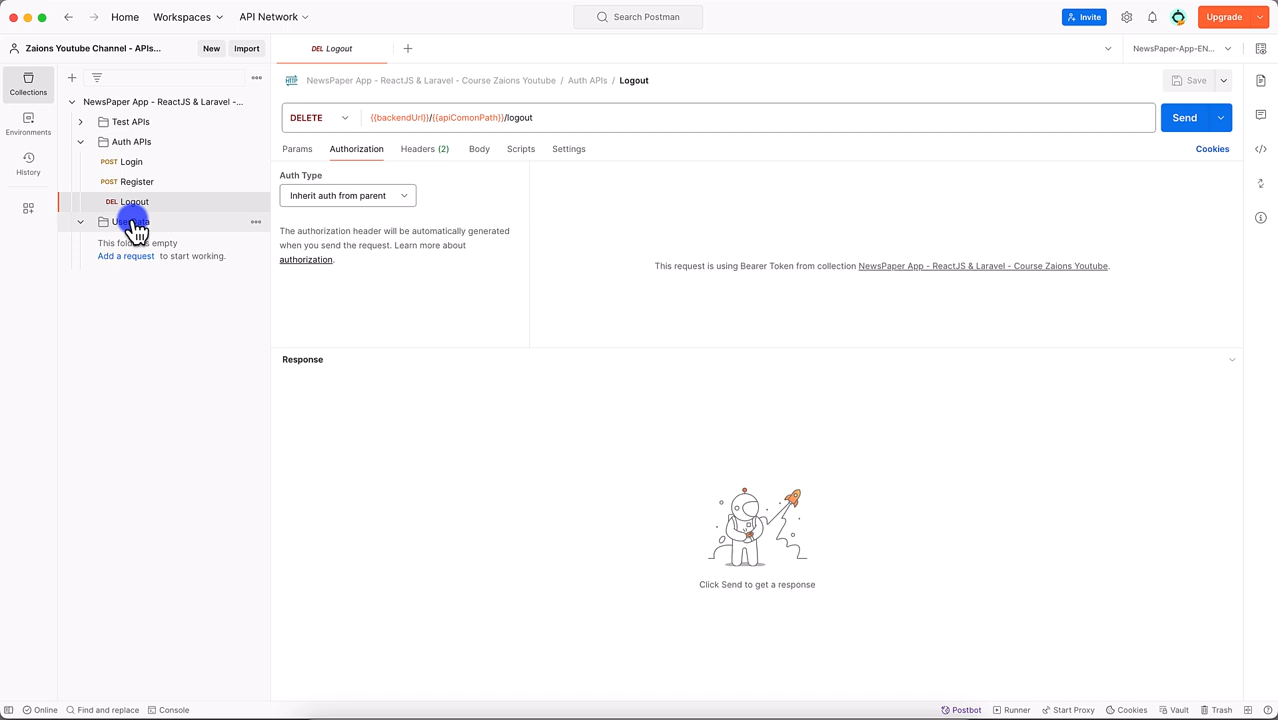 Home Workspaces API Network Search Postman Invite Upgrade
Zaions Youtube Channel - APIs... New Import DEL Logout NewsPaper-App-EN...
Collections
Environments
History
NewsPaper App - ReactJS & Laravel -...
Test APIs
Auth APIs
POST Login
POST Register
DEL Logout
This folder is empty
Add a request to start working.
NewsPaper App - ReactJS & Laravel - Course Zaions Youtube / Auth APIs / Logout Save
DELETE {{backendUrl}}/{{apiComonPath}}/logout Send
Params Authorization Headers (2) Body Scripts Settings Cookies
Auth Type
Inherit auth from parent
The authorization header will be automatically generated
when you send the request. Learn more about
authorization.
This request is using Bearer Token from collection NewsPaper App - ReactJS & Laravel - Course Zaions Youtube.
Response
Click Send to get a response
Online Find and replace Console Postbot Runner Start Proxy Cookies Vault Trash